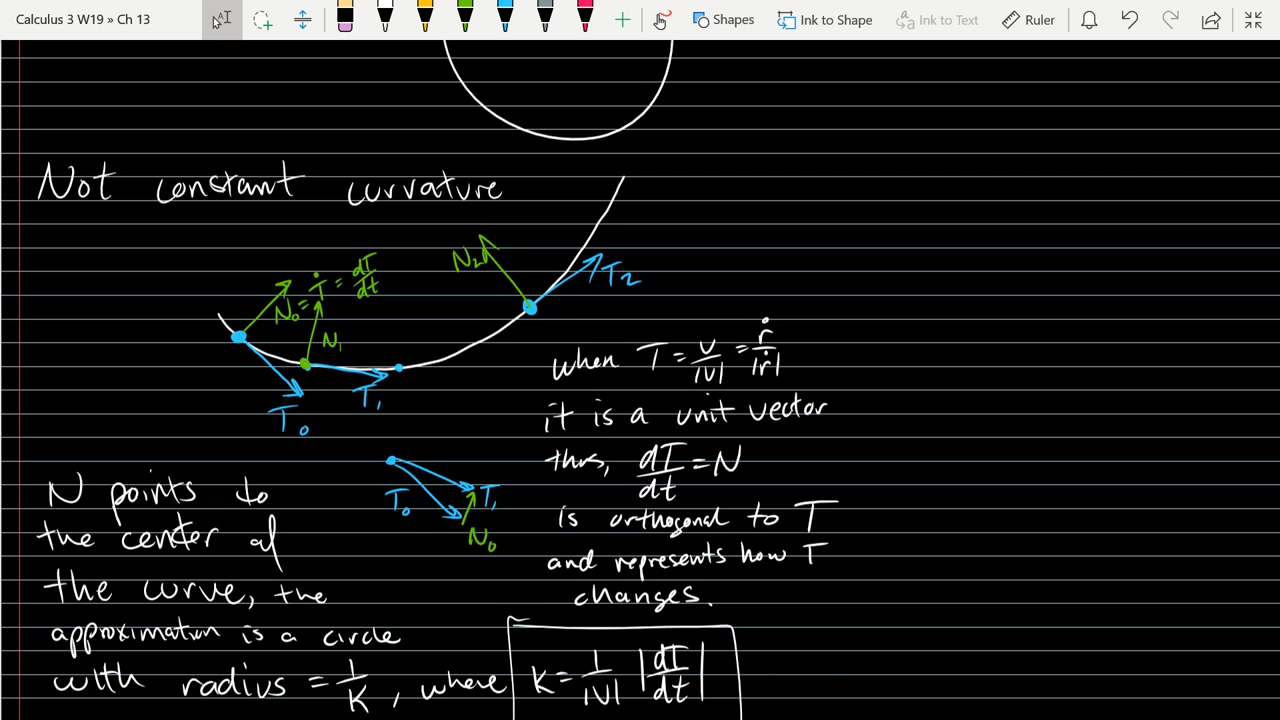 Calculus 3 W19 » Ch 13
Shapes
Ink to Shape
Ink to Text
Ruler
Not constant curvature
N₀ = Ṫ = dT/dt
N₁
N₂
T₂
T₁
T₀
when T = v/|v| = ṙ/|ṙ|
it is a unit vector
thus, dT/dt = N
is orthogonal to T
and represents how T
changes.
T₀
T₁
N₀
N points to
the center of
the curve, the
approximation is a circle
with radius = 1/K, where
K = 1/|v| |dT/dt|